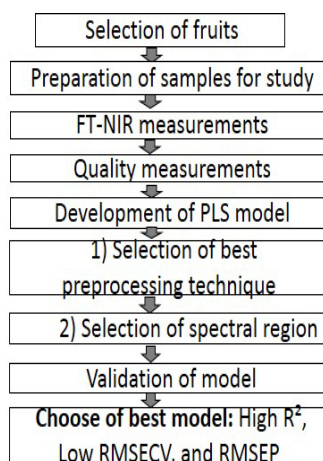 Selection of fruits
Preparation of samples for study
FT-NIR measurements
Quality measurements
Development of PLS model
1) Selection of best
preprocessing technique
2) Selection of spectral region
Validation of model
Choose of best model: High R²,
Low RMSECV, and RMSEP